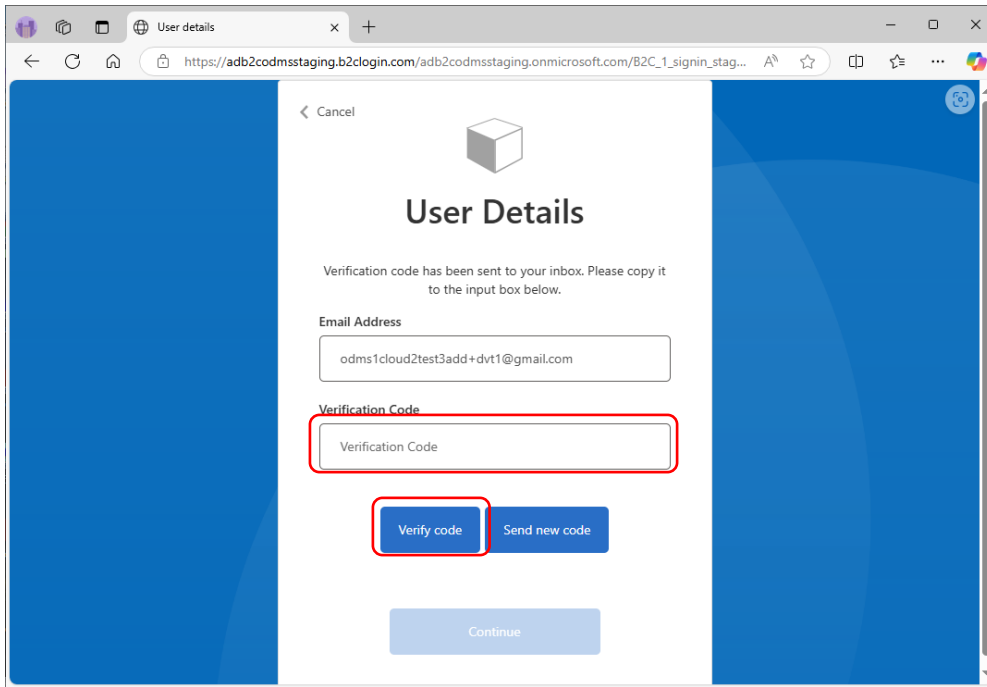 User details
https://adb2codmsstaging.b2clogin.com/adb2codmsstaging.onmicrosoft.com/B2C_1_signin_stag...
Cancel
User Details
Verification code has been sent to your inbox. Please copy it
to the input box below.
Email Address
odms1cloud2test3add+dvt1@gmail.com
Verification Code
Verification Code
Verify code
Send new code
Continue